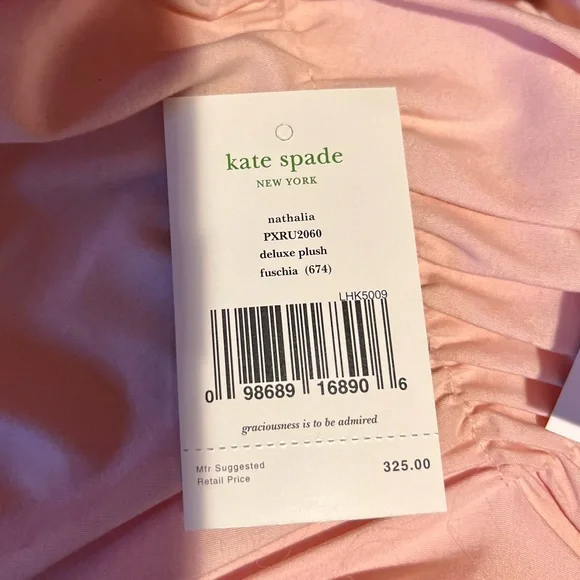 kate spade
NEW YORK
nathalia
PXRU2060
deluxe plush
fuschia (674)
LHK5009
0 98689 16890 6
graciousness is to be admired
Mfr Suggested
Retail Price
325.00